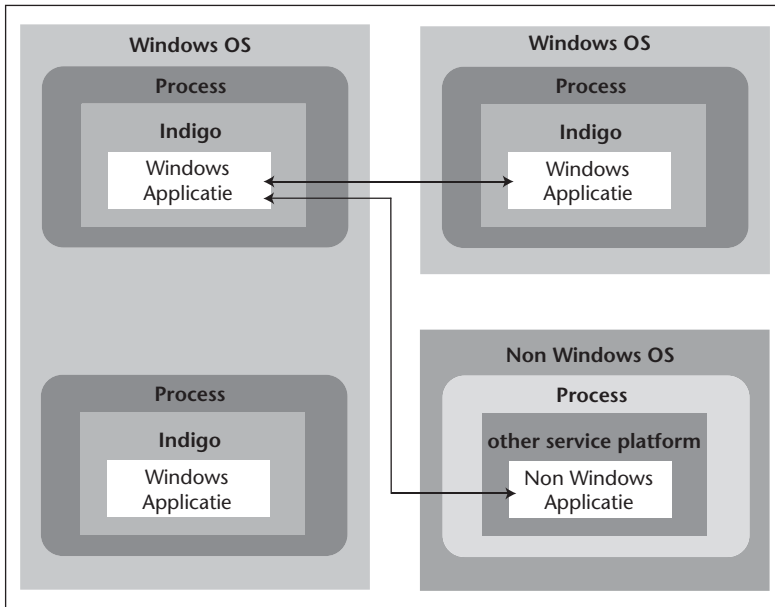 Windows OS
Process
Indigo
Windows
Applicatie
Process
Indigo
Windows
Applicatie
Windows OS
Process
Indigo
Windows
Applicatie
Non Windows OS
Process
other service platform
Non Windows
Applicatie